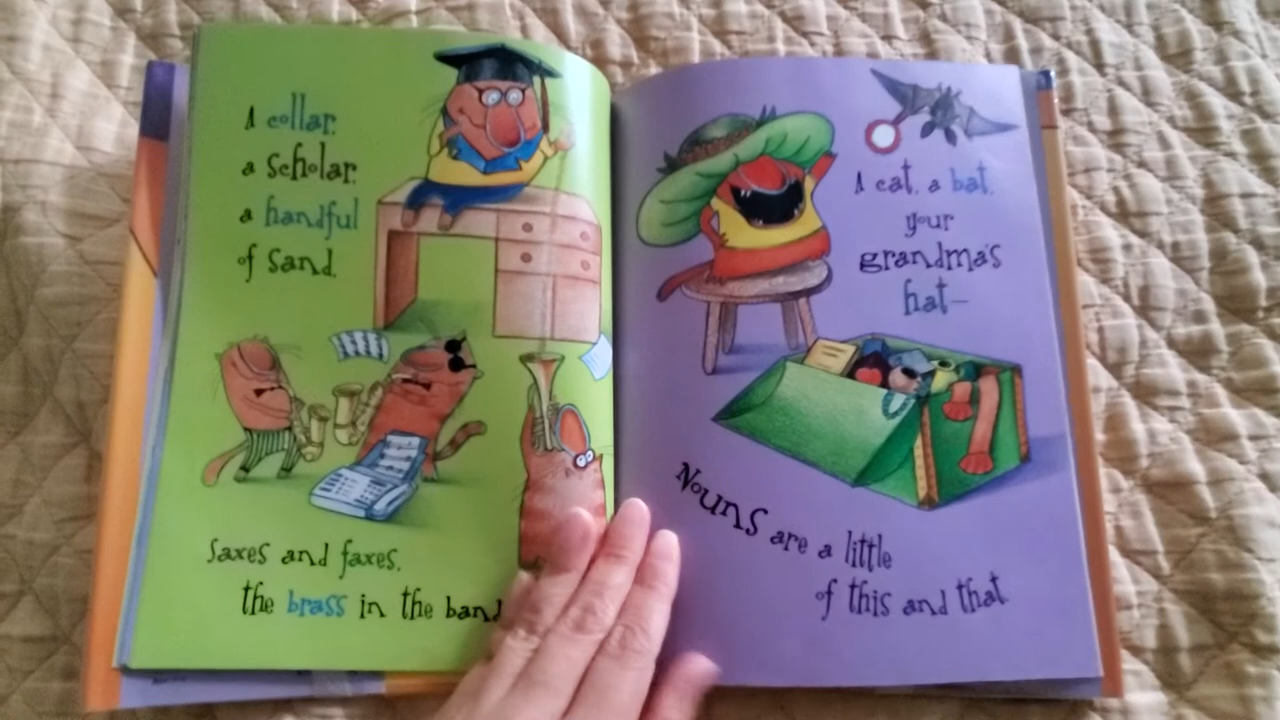 A collar,
a scholar,
a handful
of sand,
Saxes and faxes,
the brass in the band
A cat, a bat,
your
grandma's
hat—
Nouns are a little
of this and that.